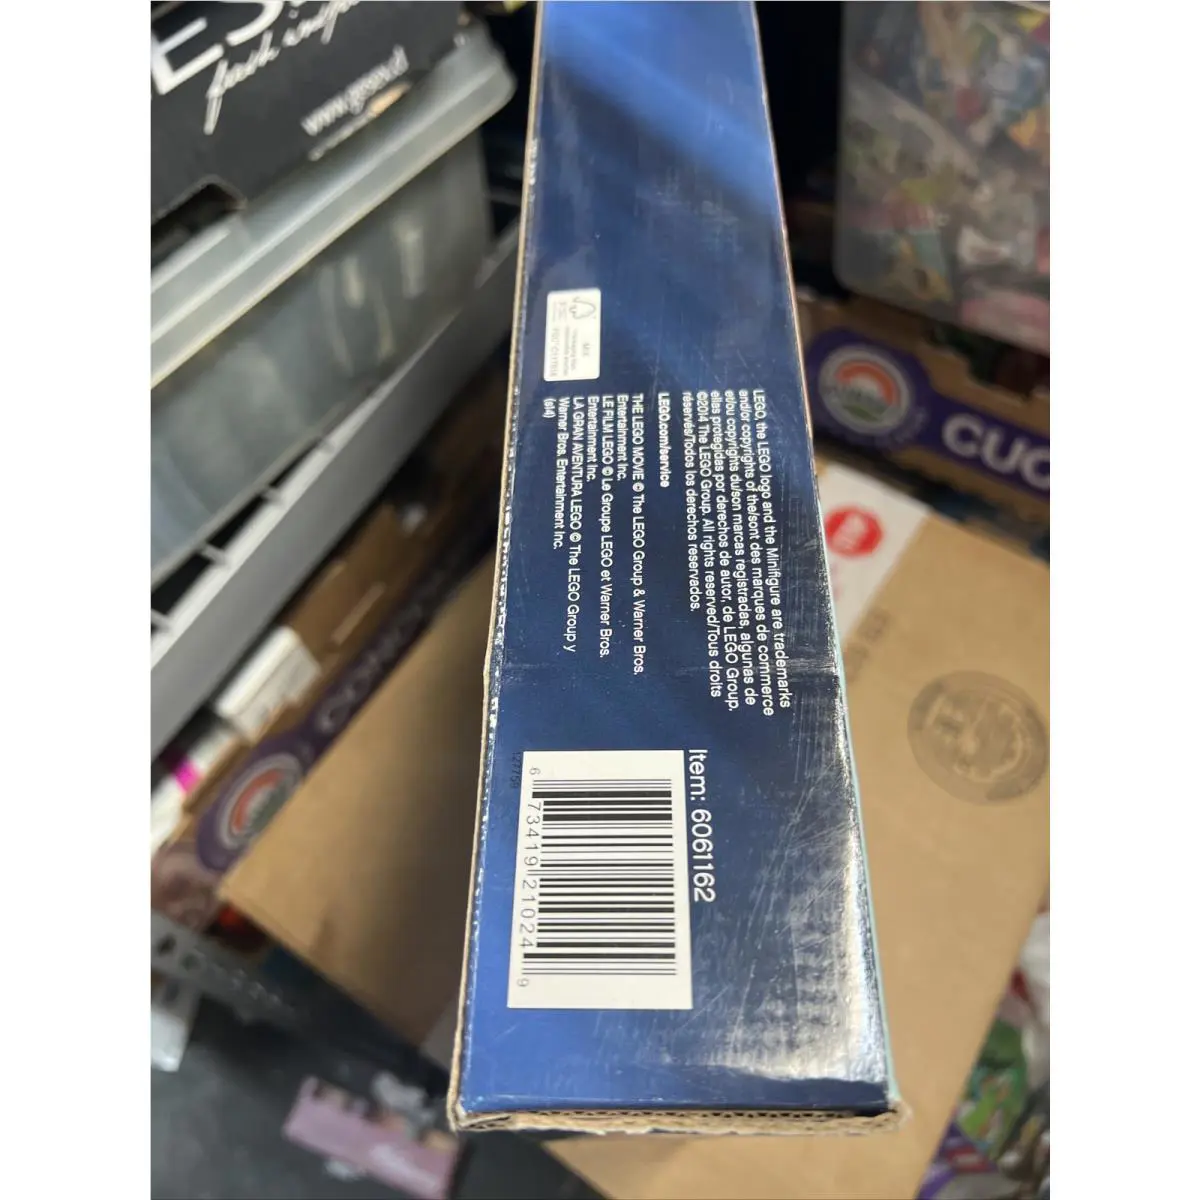 LEGO, the LEGO logo and the Minifigure are trademarks
and/or copyrights of the/sont des marques de commerce
et/ou copyrights du/son marcas registradas, algunas de
ellas protegidas por derechos de autor, de LEGO Group.
©2014 The LEGO Group. All rights reserved/Tous droits
réservés/Todos los derechos reservados.
LEGO.com/service
THE LEGO MOVIE © The LEGO Group & Warner Bros.
Entertainment Inc.
LE FILM LEGO © Le Groupe LEGO et Warner Bros.
Entertainment Inc.
LA GRAN AVENTURA LEGO © The LEGO Group y
Warner Bros. Entertainment Inc.
(s14)
MIX
Item: 6061162
6 73419 21024 9
CUO